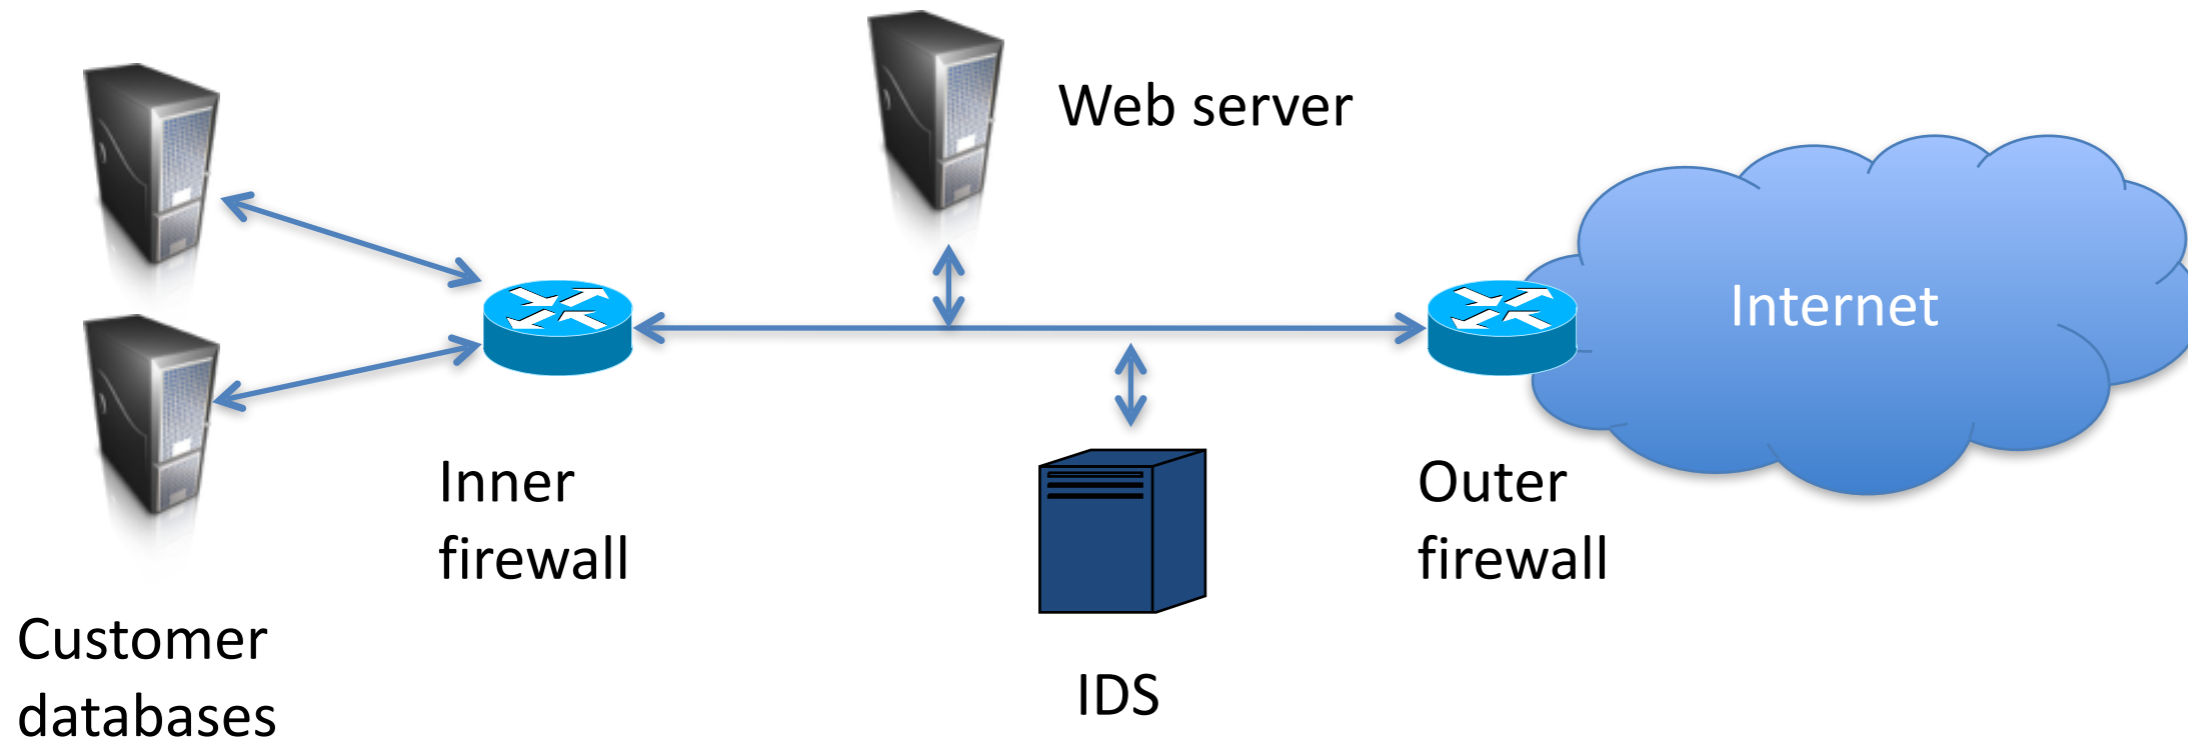 Web server
Internet
Inner
firewall
Outer
firewall
Customer
databases
IDS